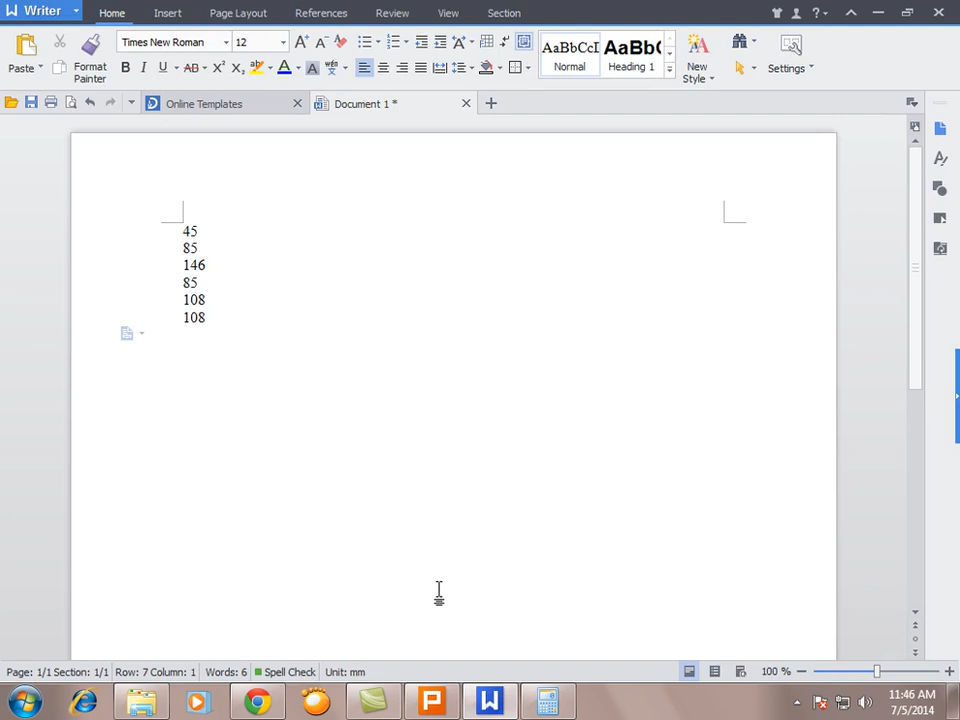 Writer
Home Insert Page Layout References Review View Section
Paste Format Painter Times New Roman 12 AaBbCcD Normal AaBb( Heading 1 New Style Settings
Online Templates Document 1 *
45
85
146
85
108
108
Page: 1/1 Section: 1/1 Row: 7 Column: 1 Words: 6 Spell Check Unit: mm 100 %
11:46 AM
7/5/2014